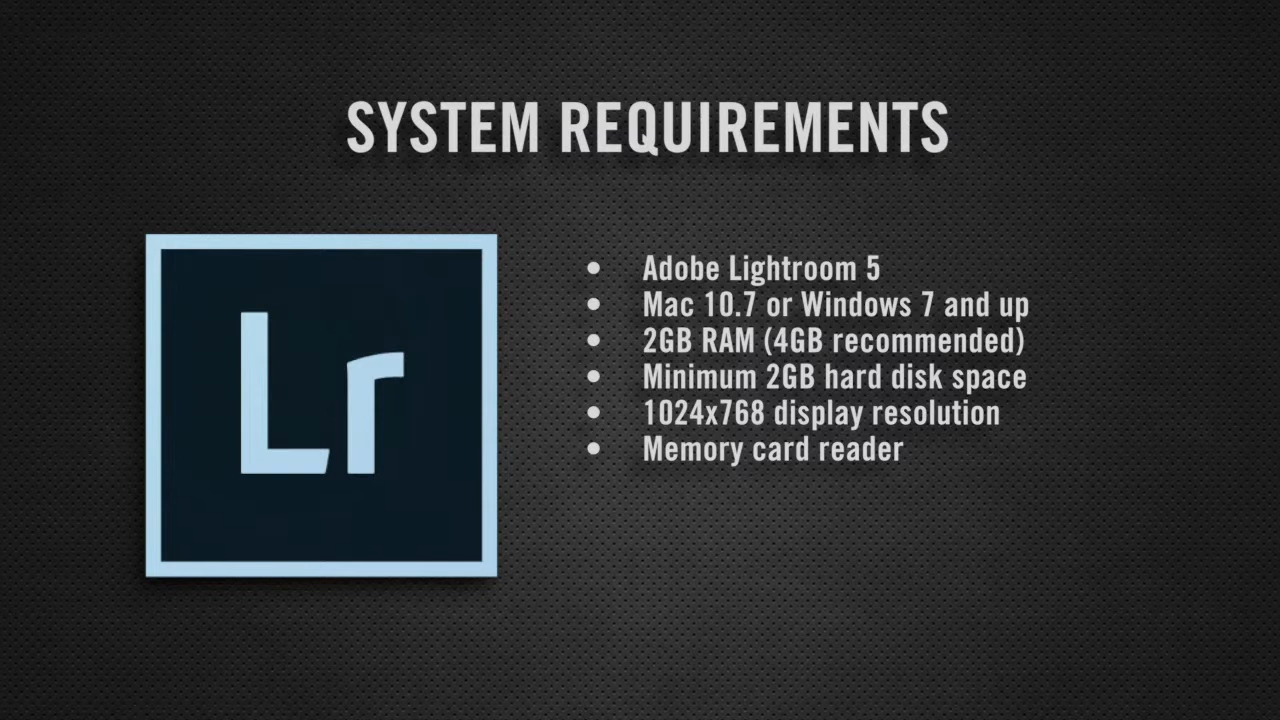 SYSTEM REQUIREMENTS
Lr
• Adobe Lightroom 5
• Mac 10.7 or Windows 7 and up
• 2GB RAM (4GB recommended)
• Minimum 2GB hard disk space
• 1024x768 display resolution
• Memory card reader